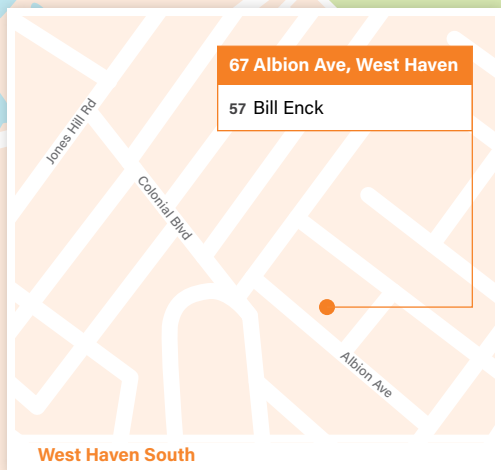 67 Albion Ave, West Haven
57 Bill Enck
Jones Hill Rd
Colonial Blvd
Albion Ave
West Haven South